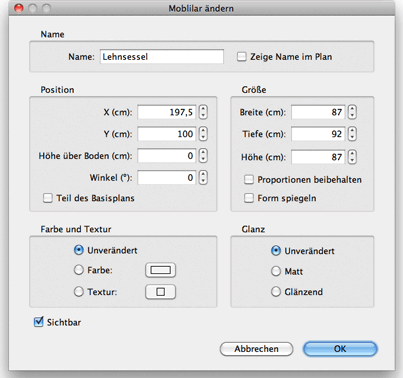 Moblilar ändern
Name
Name: Lehnsessel Zeige Name im Plan
Position Größe
X (cm): 197,5 Breite (cm): 87
Y (cm): 100 Tiefe (cm): 92
Höhe über Boden (cm): 0 Höhe (cm): 87
Winkel (°): 0 Proportionen beibehalten
Teil des Basisplans Form spiegeln
Farbe und Textur Glanz
Unverändert Unverändert
Farbe: Matt
Textur: Glänzend
Sichtbar
Abbrechen OK